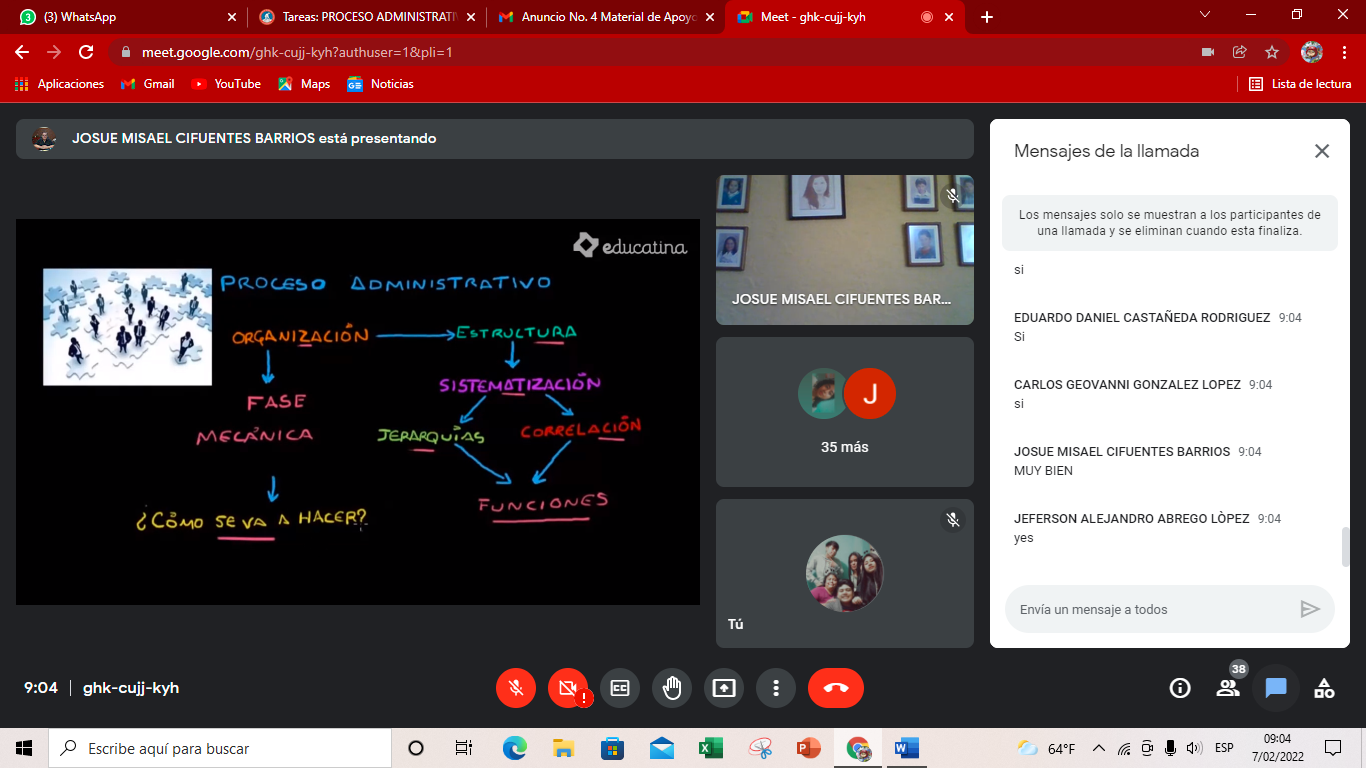 (3) WhatsApp
Tareas: PROCESO ADMINISTRATIV
Anuncio No. 4 Material de Apoyo
Meet - ghk-cujj-kyh
meet.google.com/ghk-cujj-kyh?authuser=1&pli=1
Aplicaciones
Gmail
YouTube
Maps
Noticias
Lista de lectura
JOSUE MISAEL CIFUENTES BARRIOS está presentando
educatina
PROCESO ADMINISTRATIVO
ORGANIZACIÓN
ESTRUCTURA
SISTEMATIZACIÓN
FASE
MECÁNICA
JERARQUÍAS
CORRELACIÓN
FUNCIONES
¿CÓMO SE VA A HACER?
JOSUE MISAEL CIFUENTES BAR...
J
35 más
Tú
Mensajes de la llamada
Los mensajes solo se muestran a los participantes de
una llamada y se eliminan cuando esta finaliza.
si
EDUARDO DANIEL CASTAÑEDA RODRIGUEZ 9:04
Si
CARLOS GEOVANNI GONZALEZ LOPEZ 9:04
si
JOSUE MISAEL CIFUENTES BARRIOS 9:04
MUY BIEN
JEFERSON ALEJANDRO ABREGO LÒPEZ 9:04
yes
Envía un mensaje a todos
9:04 | ghk-cujj-kyh
38
Escribe aquí para buscar
64°F
ESP
09:04
7/02/2022